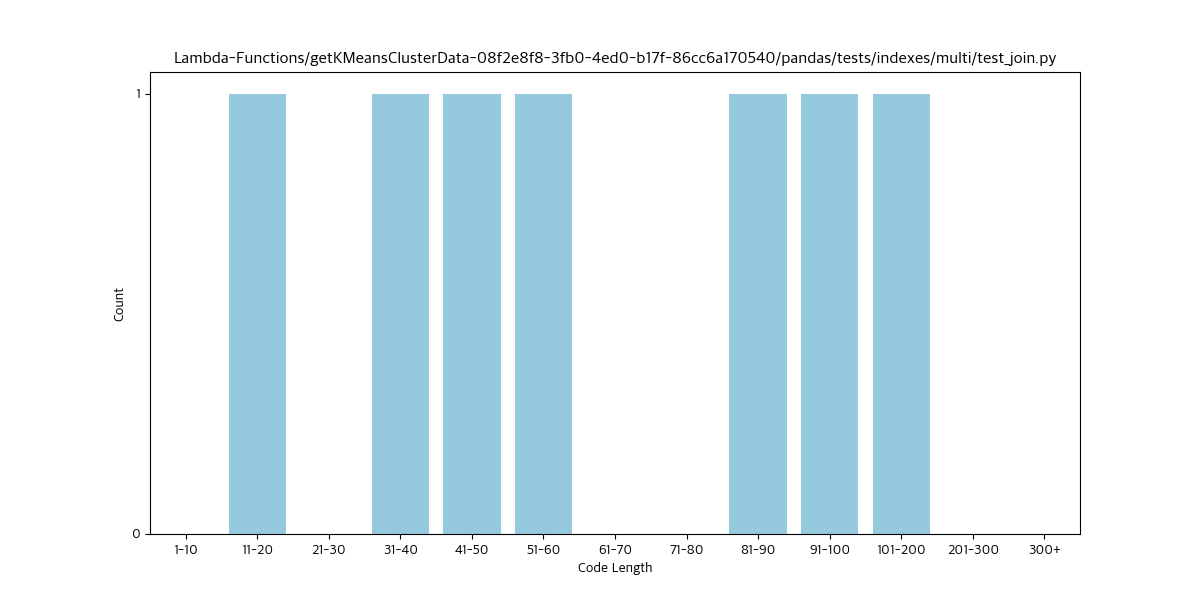 Lambda-Functions/getKMeansClusterData-08f2e8f8-3fb0-4ed0-b17f-86cc6a170540/pandas/tests/indexes/multi/test_join.py
1
Count
0
1-10 11-20 21-30 31-40 41-50 51-60 61-70 71-80 81-90 91-100 101-200 201-300 300+
Code Length